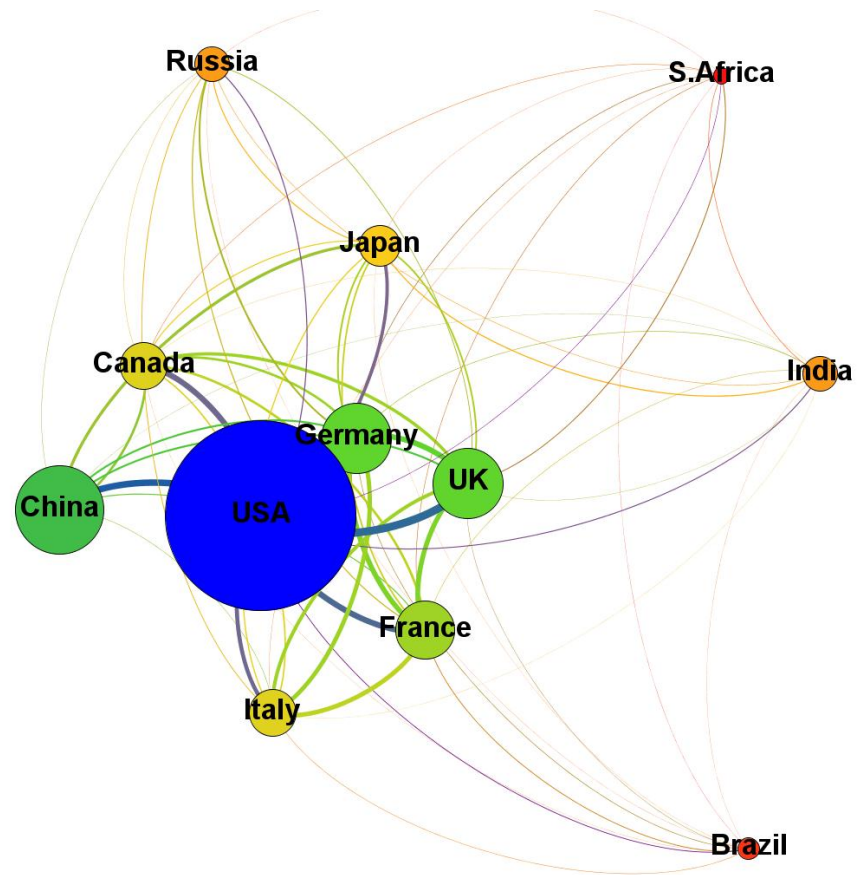 Russia
S.Africa
Japan
Canada
India
Germany
UK
China
USA
France
Italy
Brazil